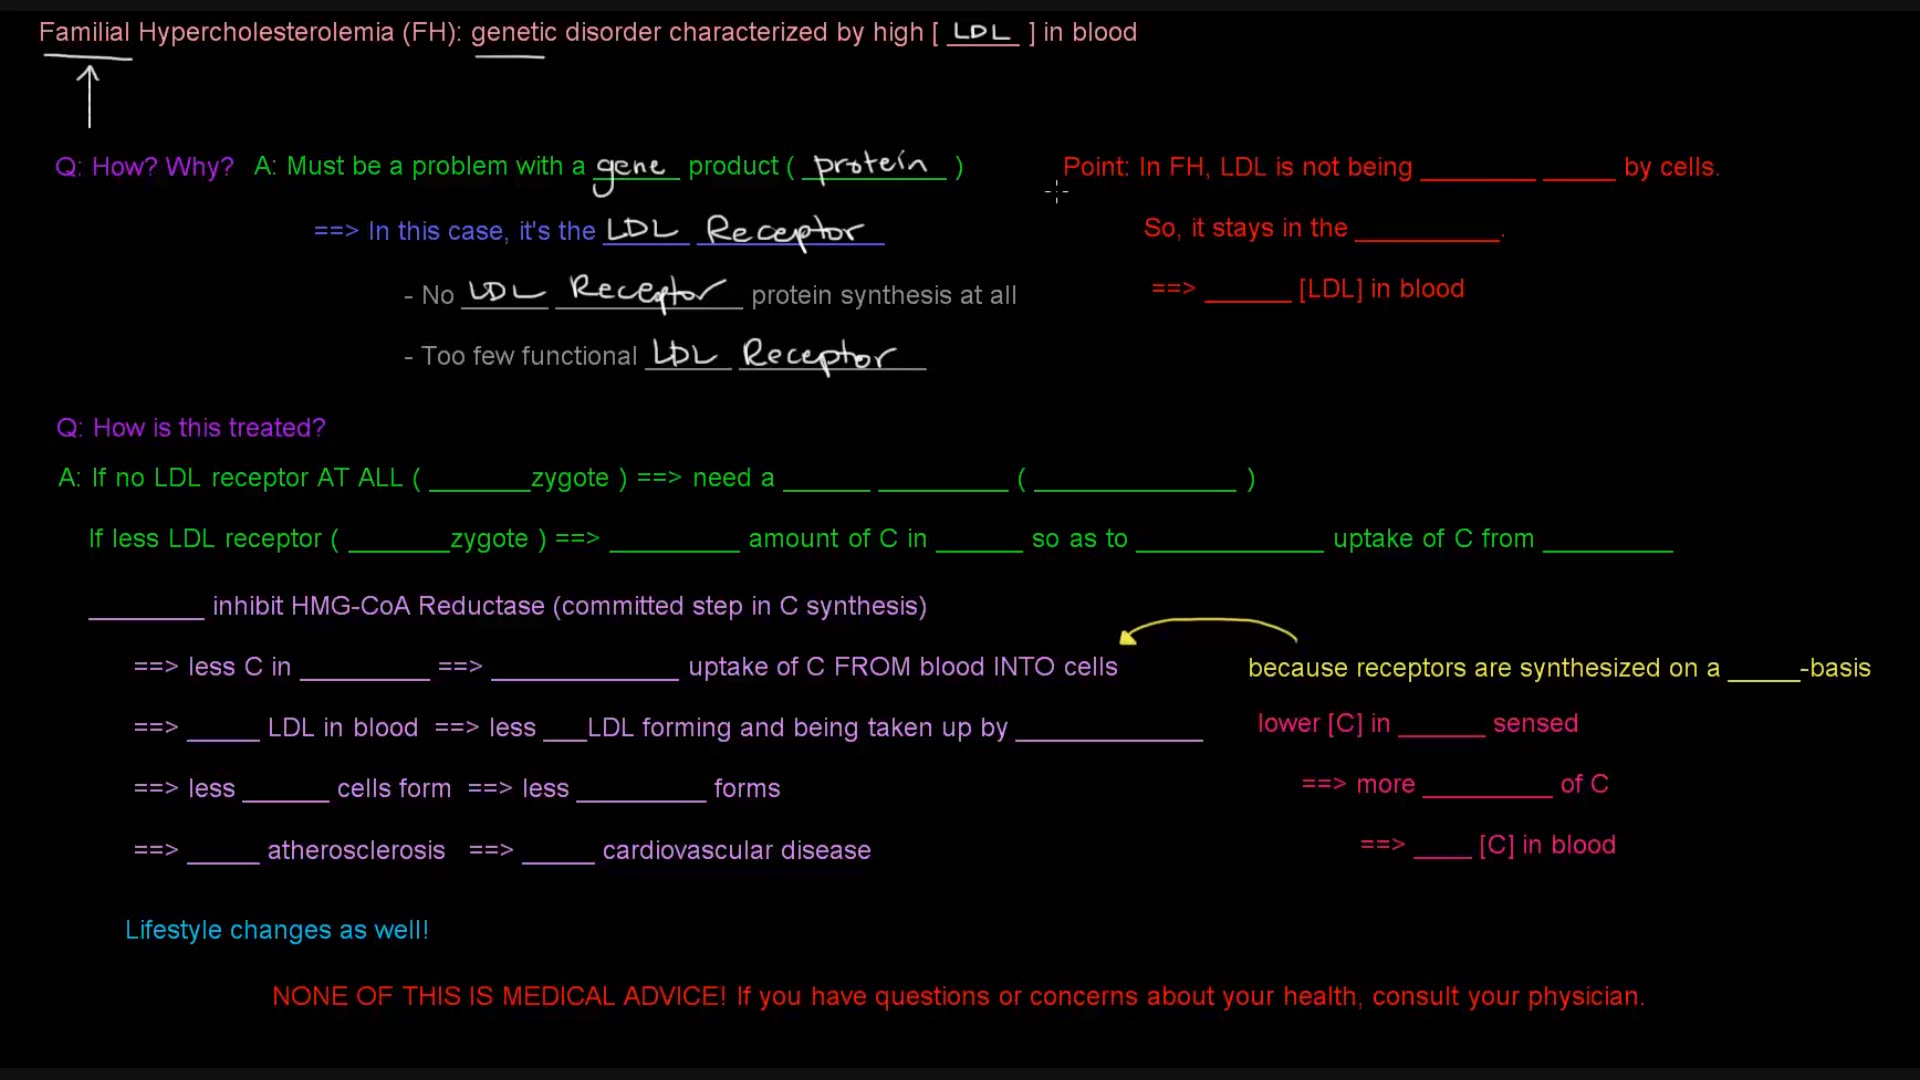 Familial Hypercholesterolemia (FH): genetic disorder characterized by high [ LDL ] in blood
Q: How? Why? A: Must be a problem with a gene product ( protein )
==> In this case, it's the LDL Receptor
- No LDL Receptor protein synthesis at all
- Too few functional LDL Receptor
Point: In FH, LDL is not being ________ _____ by cells.
So, it stays in the __________.
==> ______ [LDL] in blood
Q: How is this treated?
A: If no LDL receptor AT ALL ( _______zygote ) ==> need a ______ _________ ( ______________ )
If less LDL receptor ( _______zygote ) ==> _________ amount of C in ______ so as to _____________ uptake of C from _________
________ inhibit HMG-CoA Reductase (committed step in C synthesis)
==> less C in _________ ==> _____________ uptake of C FROM blood INTO cells
==> _____ LDL in blood ==> less ___LDL forming and being taken up by _____________
==> less ______ cells form ==> less _________ forms
==> _____ atherosclerosis ==> _____ cardiovascular disease
because receptors are synthesized on a _____-basis
lower [C] in ______ sensed
==> more _________ of C
==> ____ [C] in blood
Lifestyle changes as well!
NONE OF THIS IS MEDICAL ADVICE! If you have questions or concerns about your health, consult your physician.